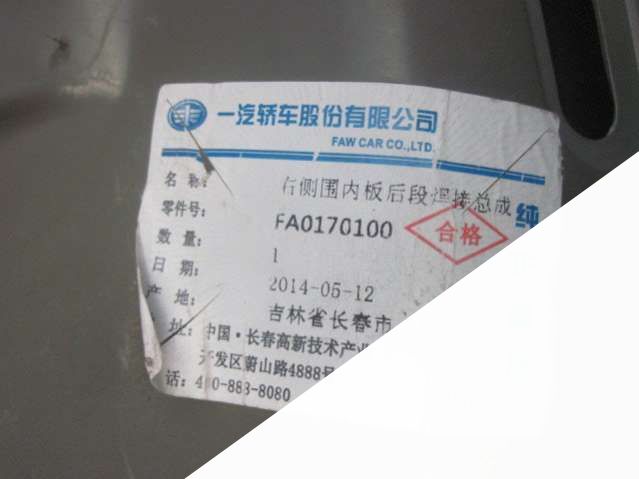 一汽轿车股份有限公司
FAW CAR CO.,LTD.
名 称: 右侧围内板后段焊接总成
零件号: FA0170100
合格
纯
数 量: 1
日 期: 2014-05-12
产 地: 吉林省长春市
址: 中国·长春高新技术产业
开发区蔚山路4888号
话: 400-888-8080